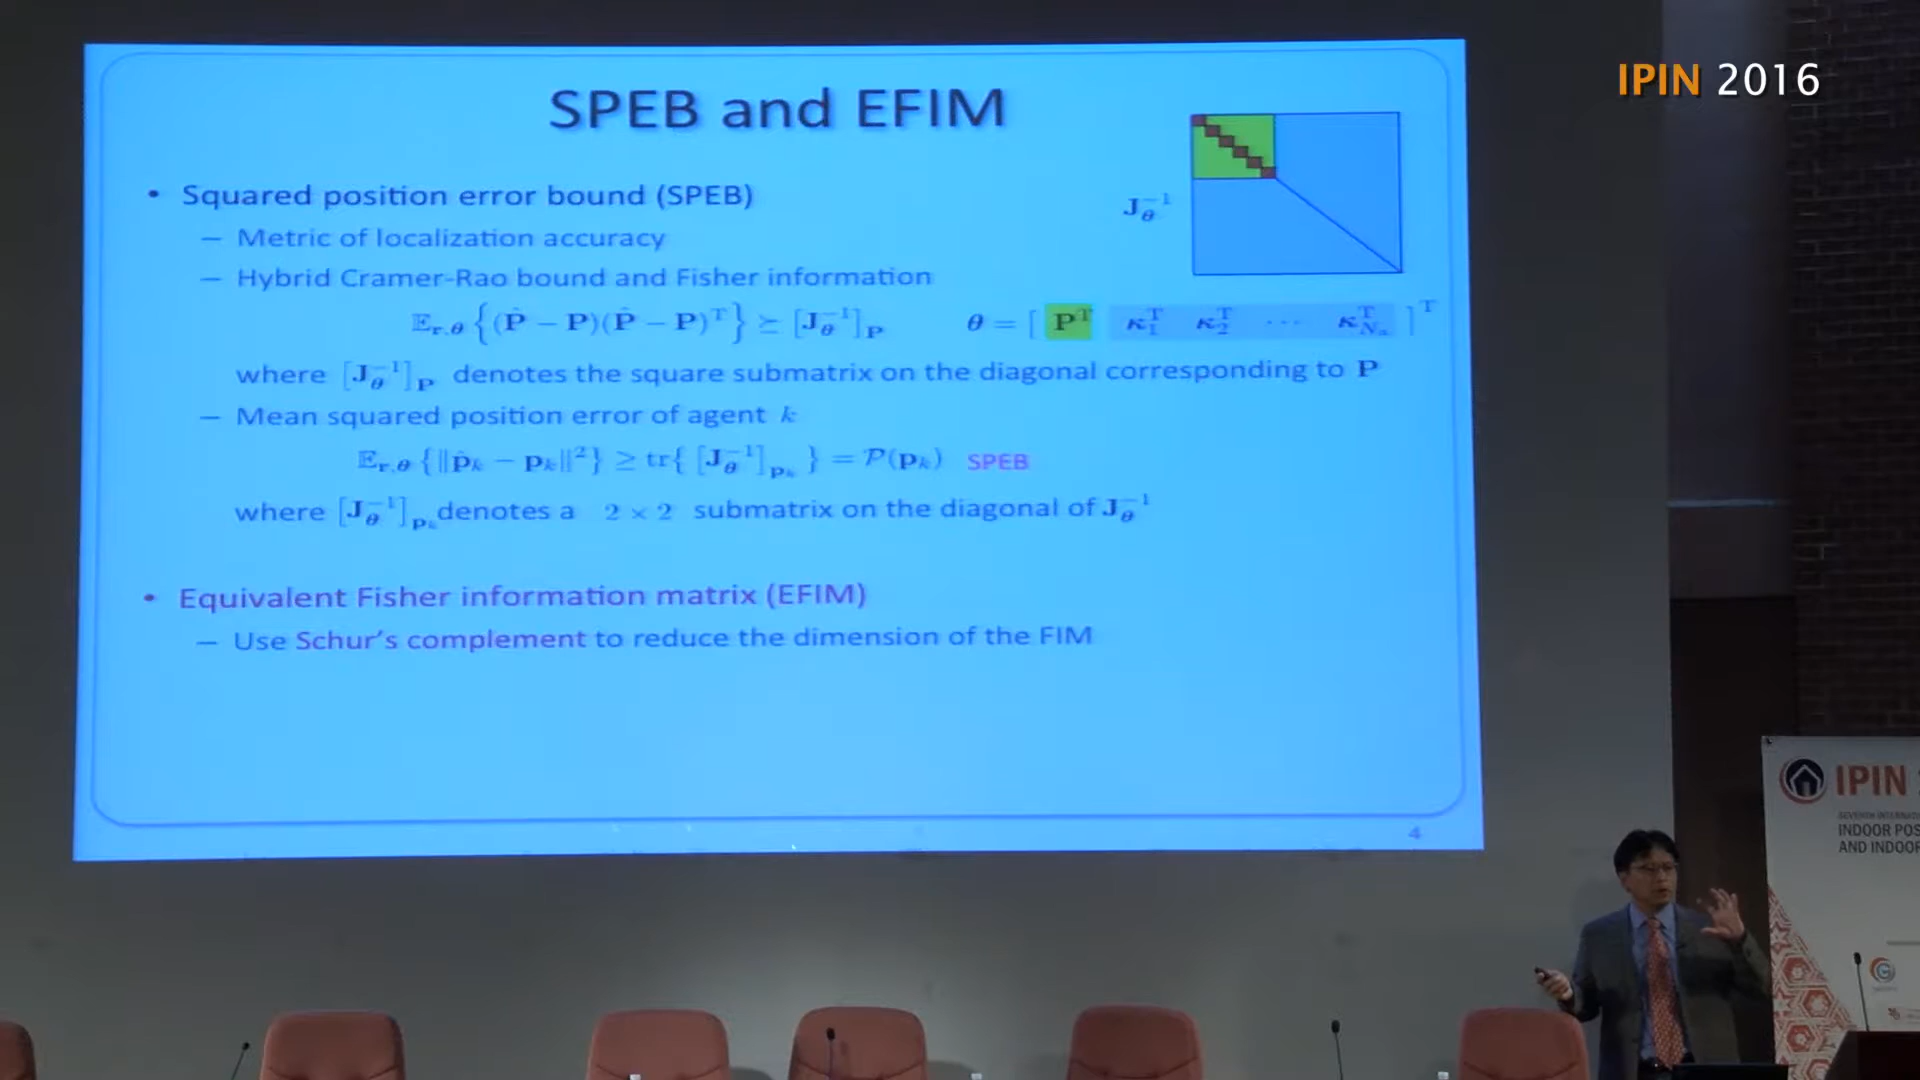 IPIN 2016
SPEB and EFIM
• Squared position error bound (SPEB)
– Metric of localization accuracy
– Hybrid Cramer-Rao bound and Fisher information
𝔼_{r,θ} {(P̂ − P)(P̂ − P)^T} ⪰ [J_θ^{−1}]_P
θ = [ P^T κ_1^T κ_2^T ⋯ κ_{N_a}^T ]^T
J_θ^{−1}
where [J_θ^{−1}]_P denotes the square submatrix on the diagonal corresponding to P
– Mean squared position error of agent k
𝔼_{r,θ} {‖p̂_k − p_k‖²} ≥ tr{ [J_θ^{−1}]_{p_k} } = 𝒫(p_k) SPEB
where [J_θ^{−1}]_{p_k} denotes a 2 × 2 submatrix on the diagonal of J_θ^{−1}
• Equivalent Fisher information matrix (EFIM)
– Use Schur's complement to reduce the dimension of the FIM
4
IPIN
INDOOR POS
AND INDOOR